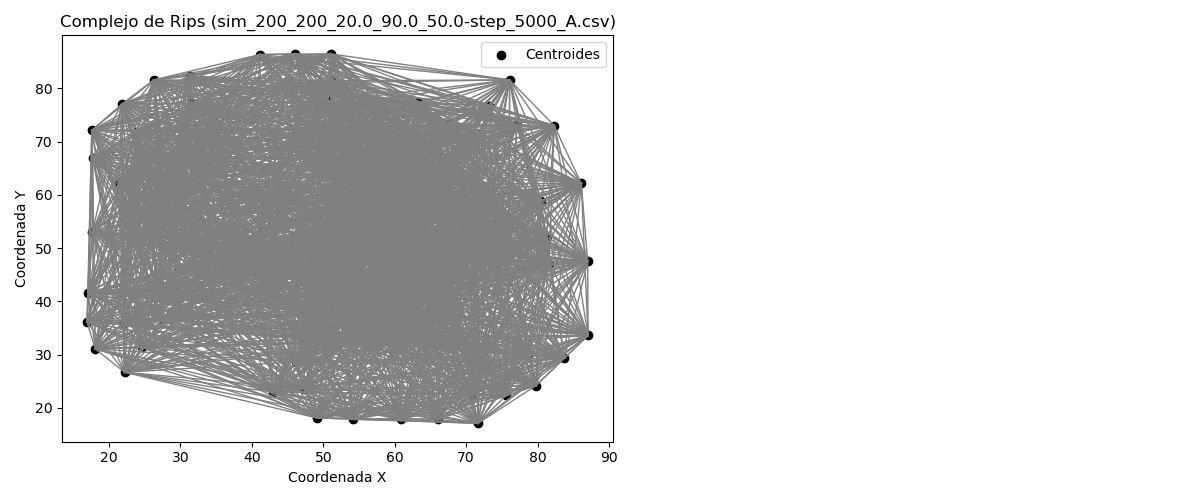 Complejo de Rips (sim_200_200_20.0_90.0_50.0-step_5000_A.csv)
Centroides
80
70
60
50
40
30
20
Coordenada Y
20 30 40 50 60 70 80 90
Coordenada X